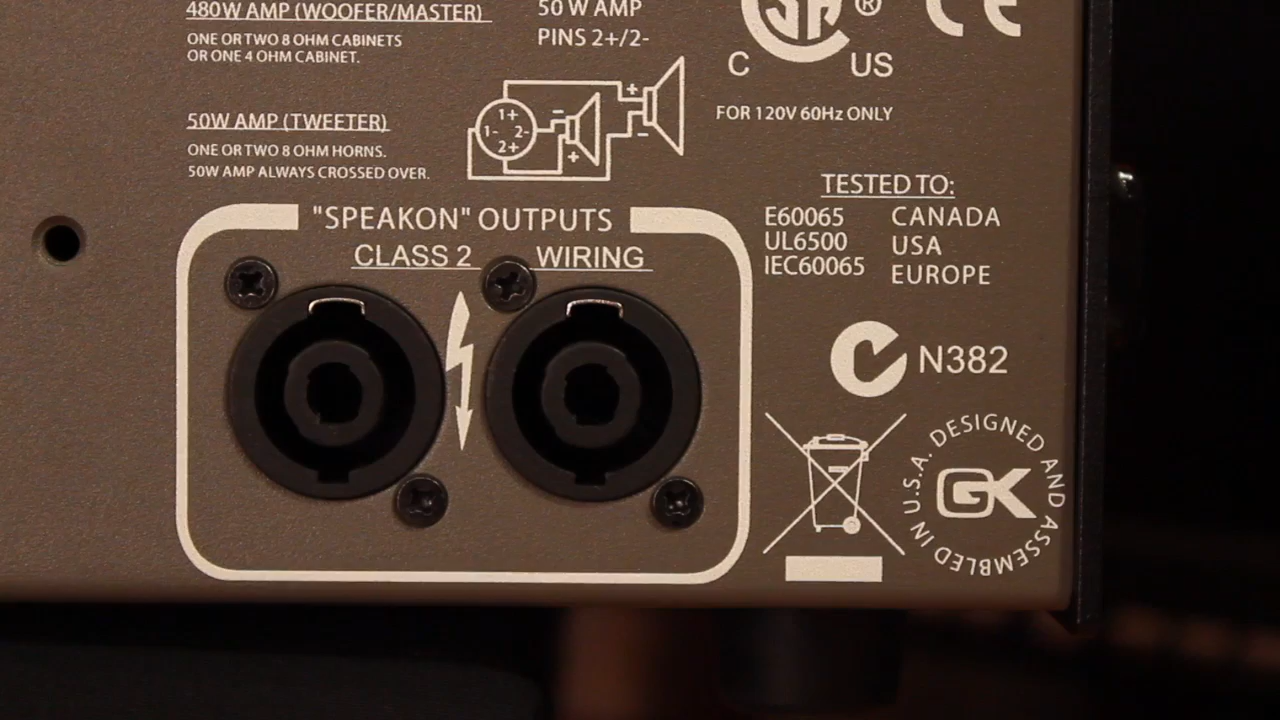 480W AMP (WOOFER/MASTER)
ONE OR TWO 8 OHM CABINETS
OR ONE 4 OHM CABINET.
50W AMP (TWEETER)
ONE OR TWO 8 OHM HORNS.
50W AMP ALWAYS CROSSED OVER.
50 W AMP
PINS 2+/2-
1+
1- 2-
2+
+
-
-
+
SA ®
C US
CE
FOR 120V 60Hz ONLY
TESTED TO:
E60065 CANADA
UL6500 USA
IEC60065 EUROPE
"SPEAKON" OUTPUTS
CLASS 2 WIRING
N382
DESIGNED AND ASSEMBLED IN U.S.A.
GK